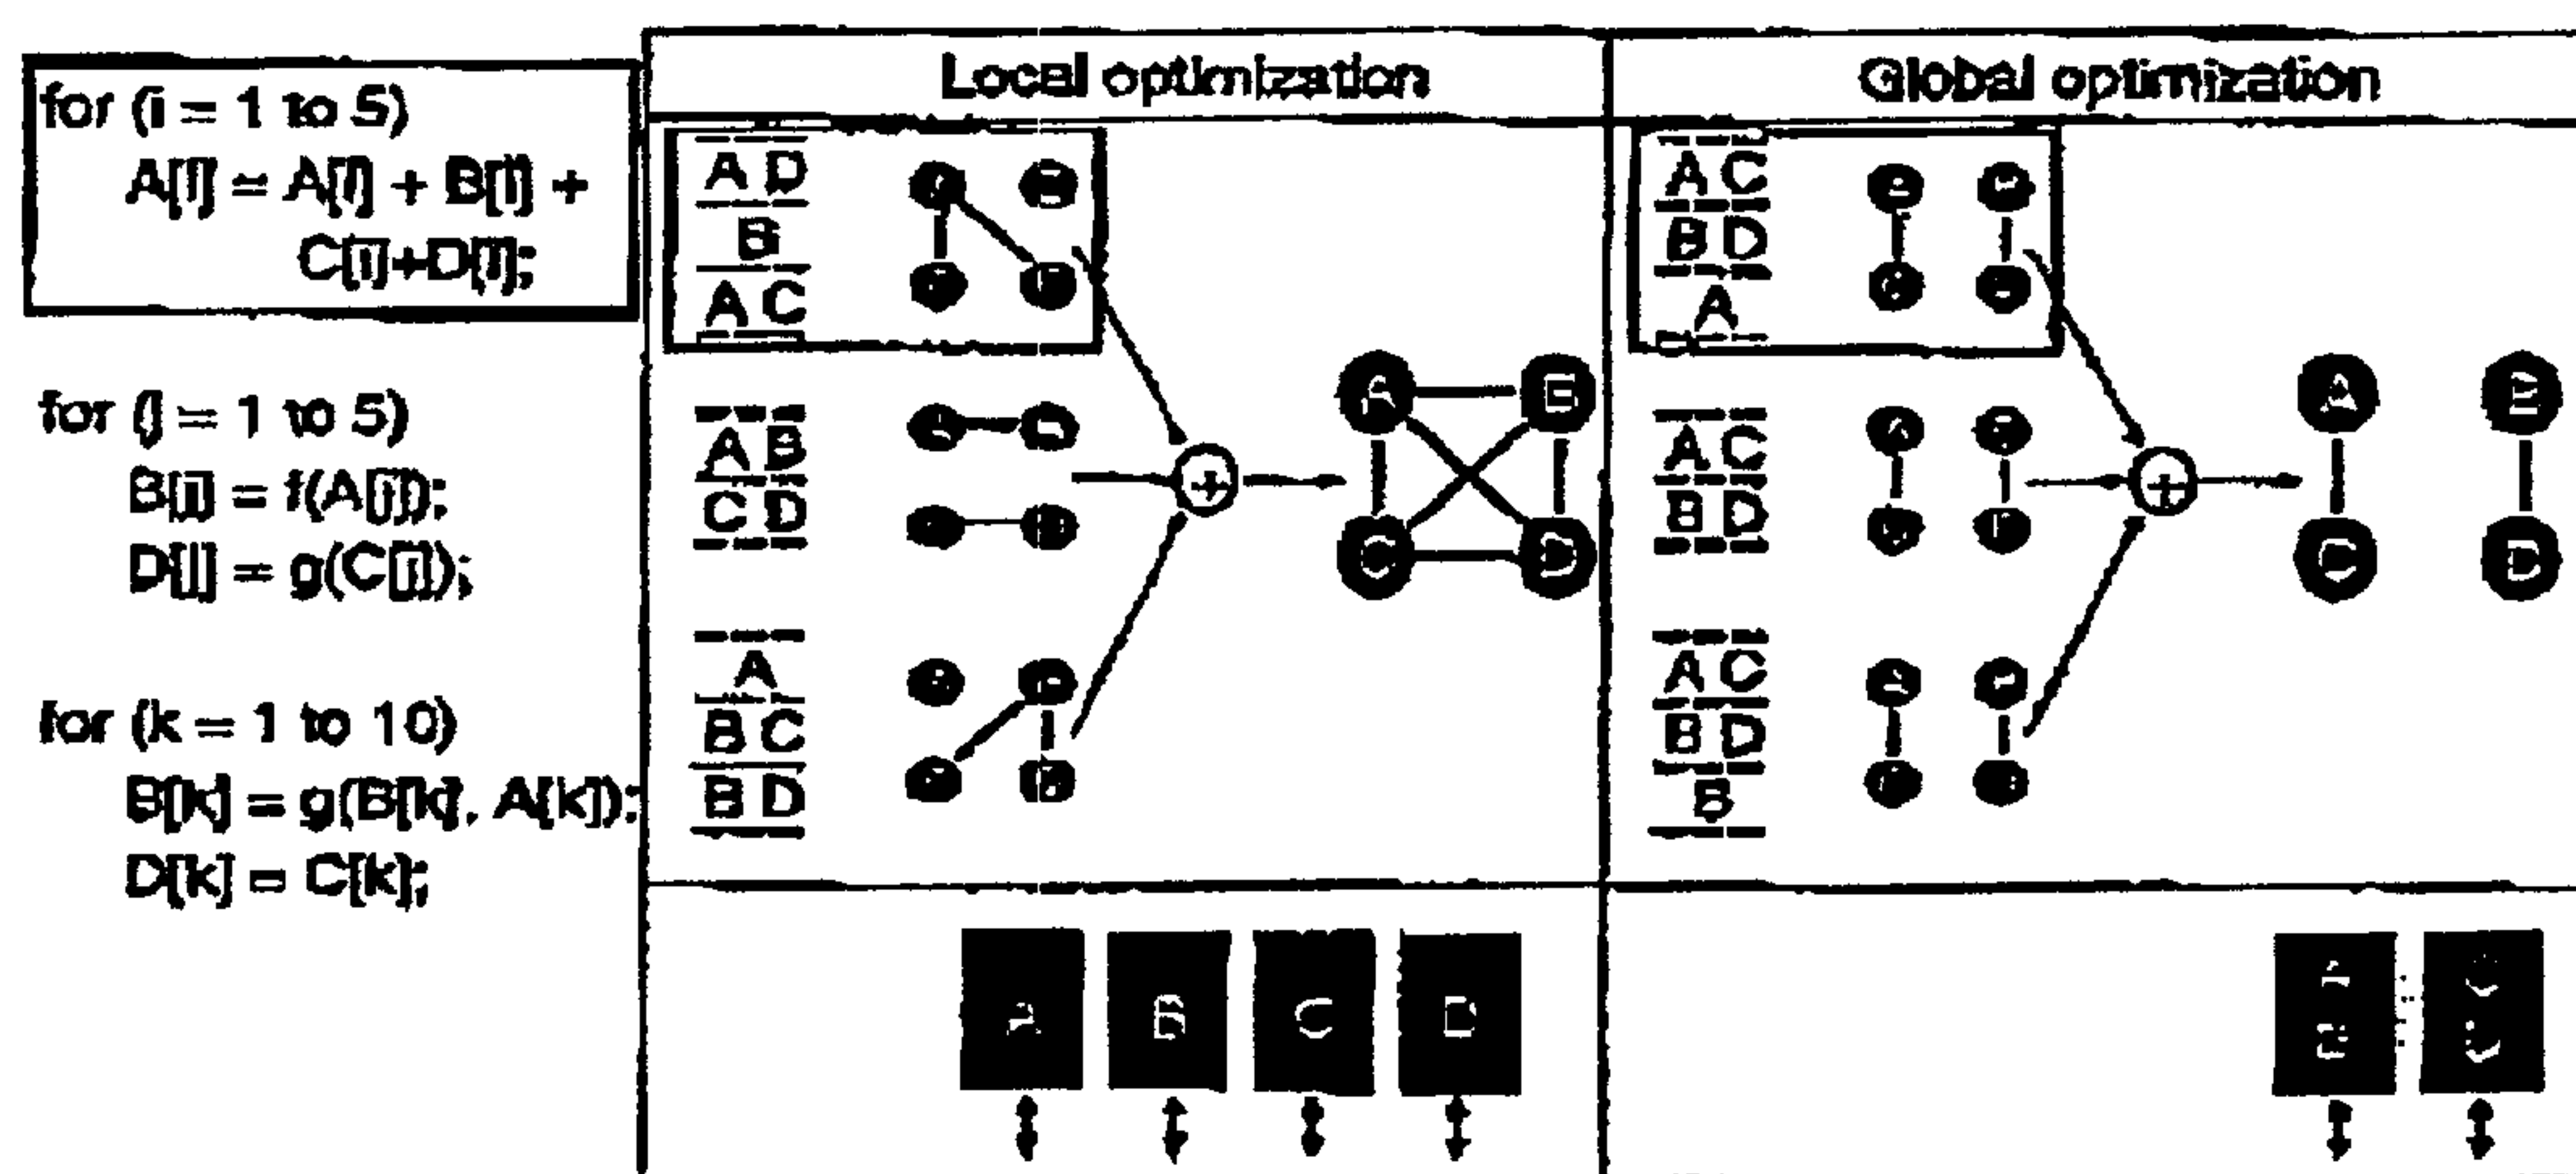 for (i = 1 to 5)
A[i] = A[i] + B[i] +
C[i]+D[i];
for (j = 1 to 5)
B[j] = f(A[j]);
D[j] = g(C[j]);
for (k = 1 to 10)
B[k] = g(B[k], A[k]);
D[k] = C[k];
Local optimization
A D
B
A C
A B
C D
A
B C
B D
+
A B
C D
A B C D
Global optimization
A C
B D
A
A C
B D
A C
B D
B
+
A
C D